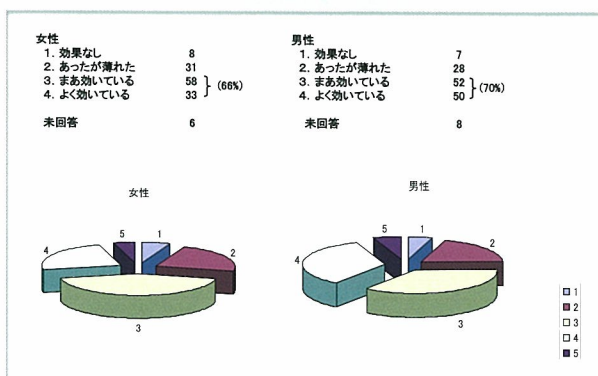 女性
1. 効果なし 8
2. あったが薄れた 31
3. まあ効いている 58
4. よく効いている 33
(66%)
未回答 6
男性
1. 効果なし 7
2. あったが薄れた 28
3. まあ効いている 52
4. よく効いている 50
(70%)
未回答 8
女性
1
2
3
4
5
男性
1
2
3
4
5
1
2
3
4
5